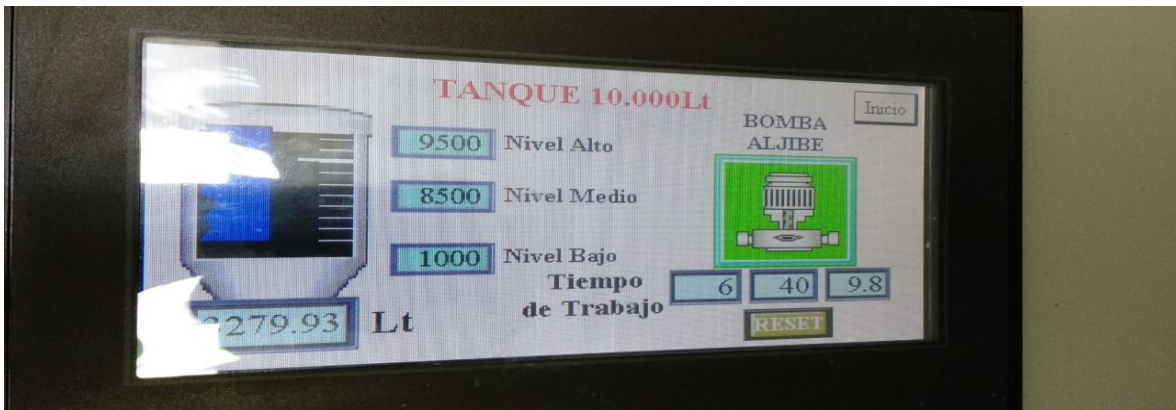 TANQUE 10.000Lt
Inicio
BOMBA
ALJIBE
9500 Nivel Alto
8500 Nivel Medio
1000 Nivel Bajo
Tiempo
de Trabajo
6 40 9.8
Lt
RESET